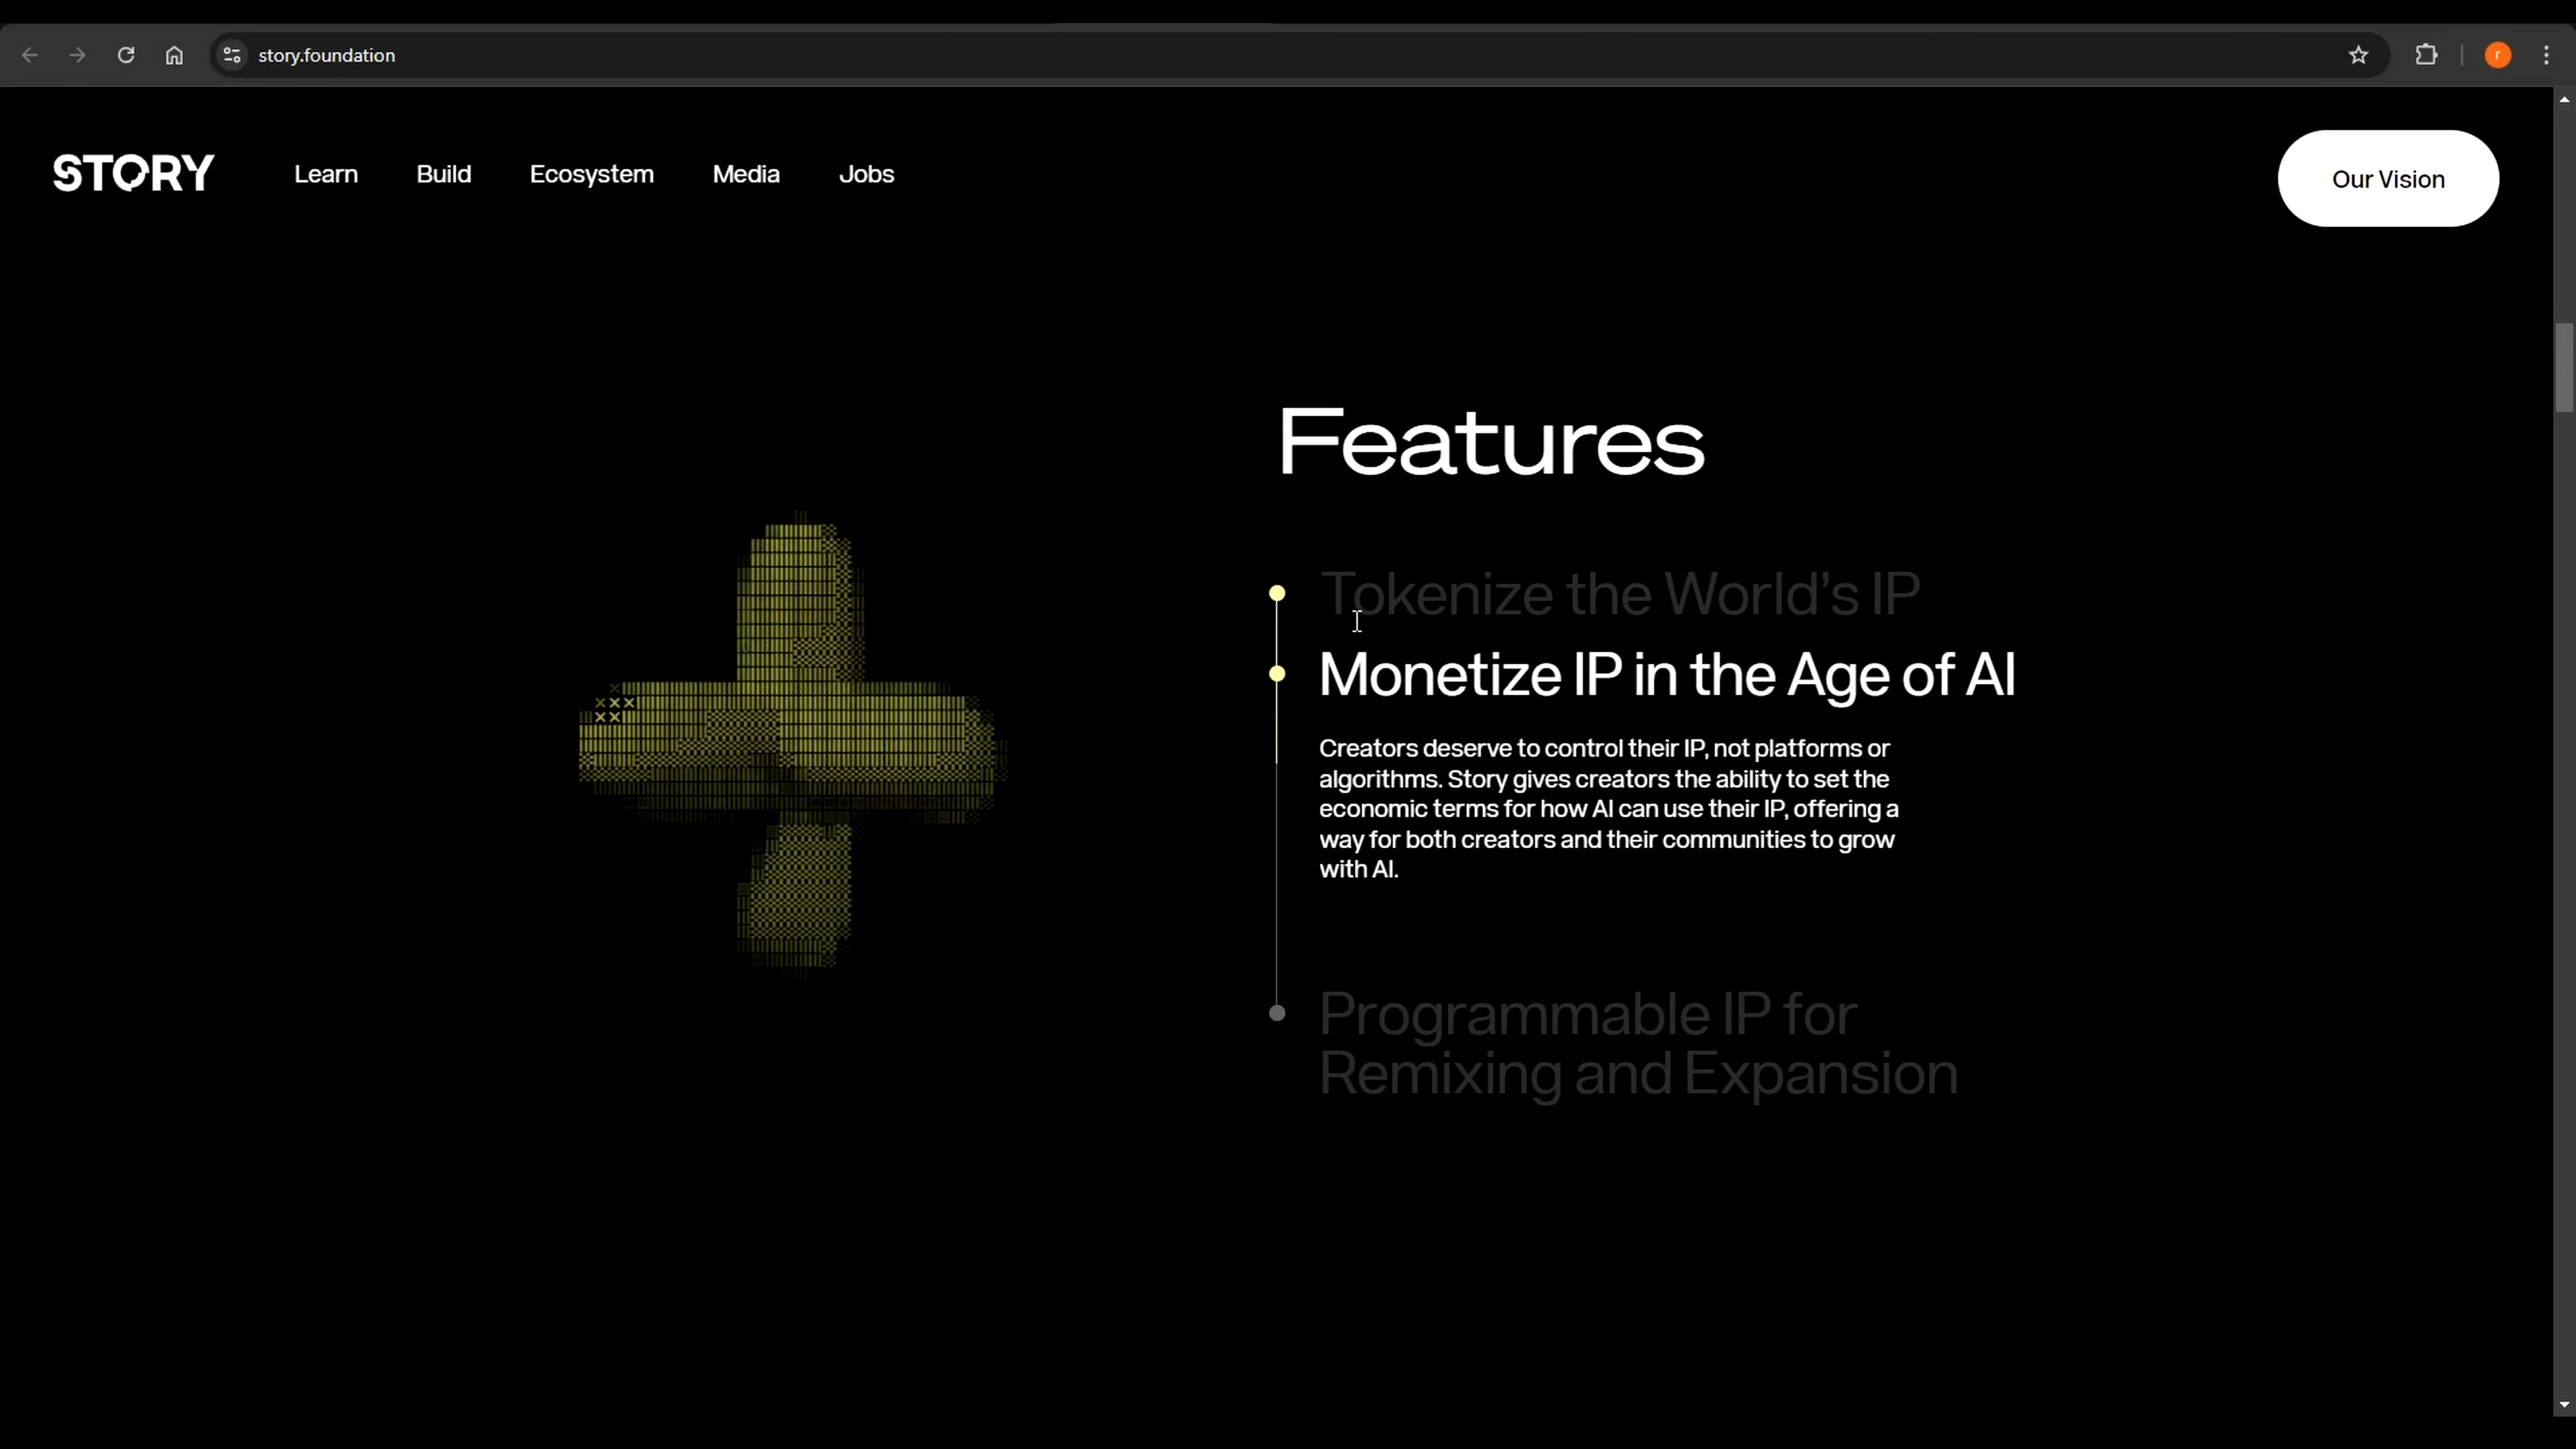 story.foundation
r
STORY
Learn
Build
Ecosystem
Media
Jobs
Our Vision
Features
Tokenize the World’s IP
Monetize IP in the Age of AI
Creators deserve to control their IP, not platforms or
algorithms. Story gives creators the ability to set the
economic terms for how AI can use their IP, offering a
way for both creators and their communities to grow
with AI.
Programmable IP for
Remixing and Expansion